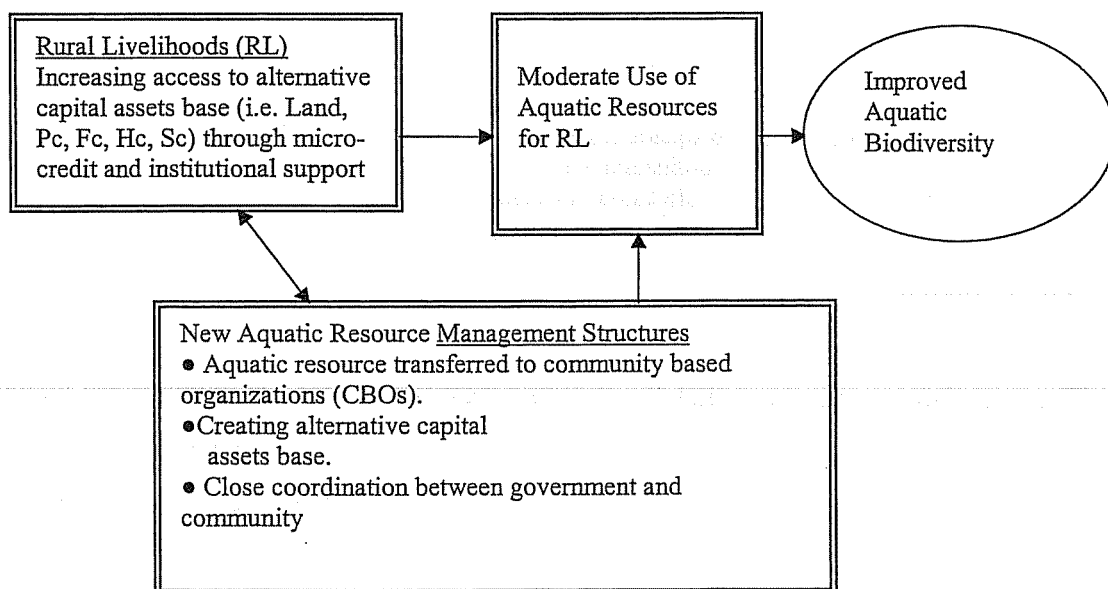 Rural Livelihoods (RL)
Increasing access to alternative
capital assets base (i.e. Land,
Pc, Fc, Hc, Sc) through micro-
credit and institutional support
Moderate Use of
Aquatic Resources
for RL
Improved
Aquatic
Biodiversity
New Aquatic Resource Management Structures
● Aquatic resource transferred to community based
organizations (CBOs).
●Creating alternative capital
assets base.
● Close coordination between government and
community